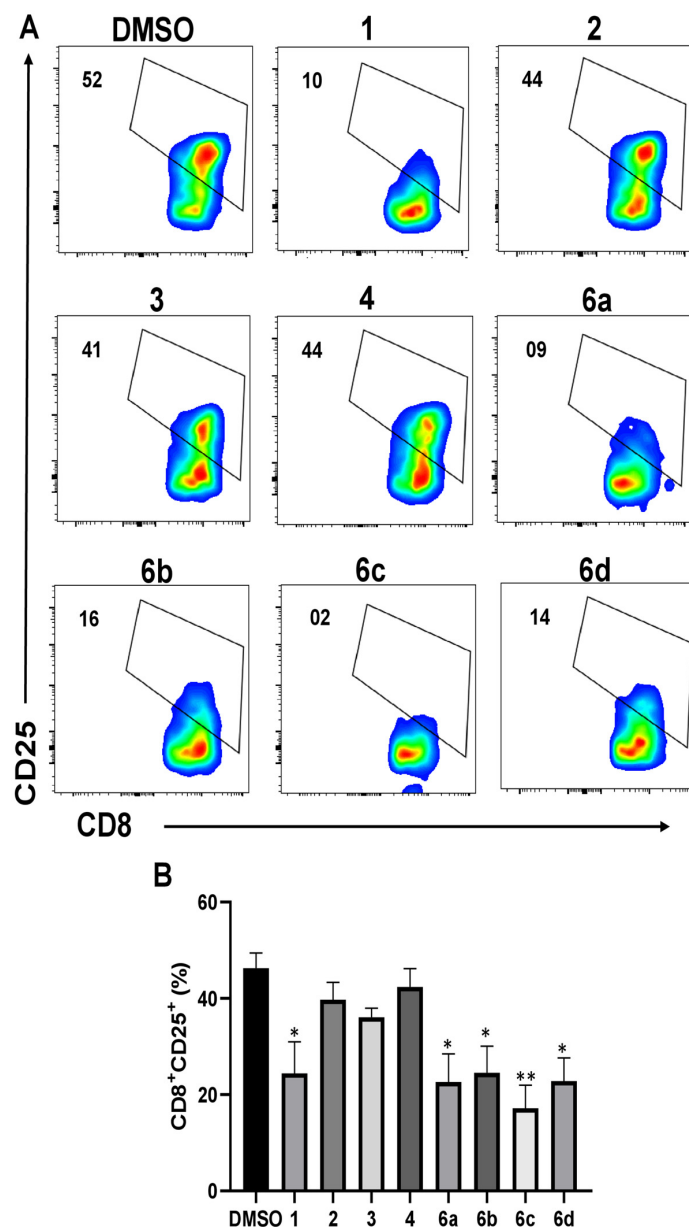 A
DMSO 1 2
52 10 44
3 4 6a
41 44 09
6b 6c 6d
16 02 14
CD25
CD8
B
CD8+CD25+ (%)
60
40
20
0
* * * ** *
DMSO 1 2 3 4 6a 6b 6c 6d